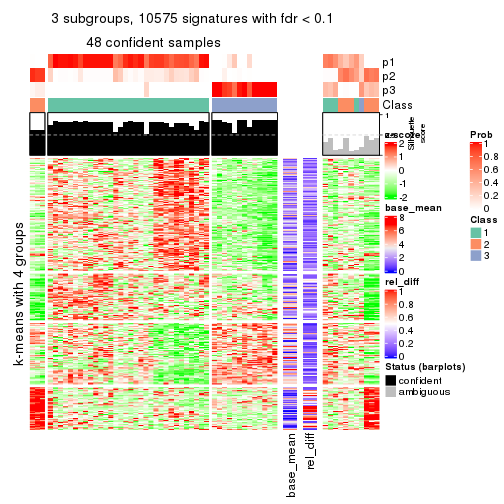 3 subgroups, 10575 signatures with fdr < 0.1
48 confident samples
p1
p2
p3
Class
1
0
Silhouette
score
z-score
2
1
0
-1
-2
base_mean
8
6
4
2
0
rel_diff
1
0.8
0.6
0.4
0.2
0
Status (barplots)
confident
ambiguous
Prob
1
0.8
0.6
0.4
0.2
0
Class
1
2
3
k-means with 4 groups
base_mean
rel_diff